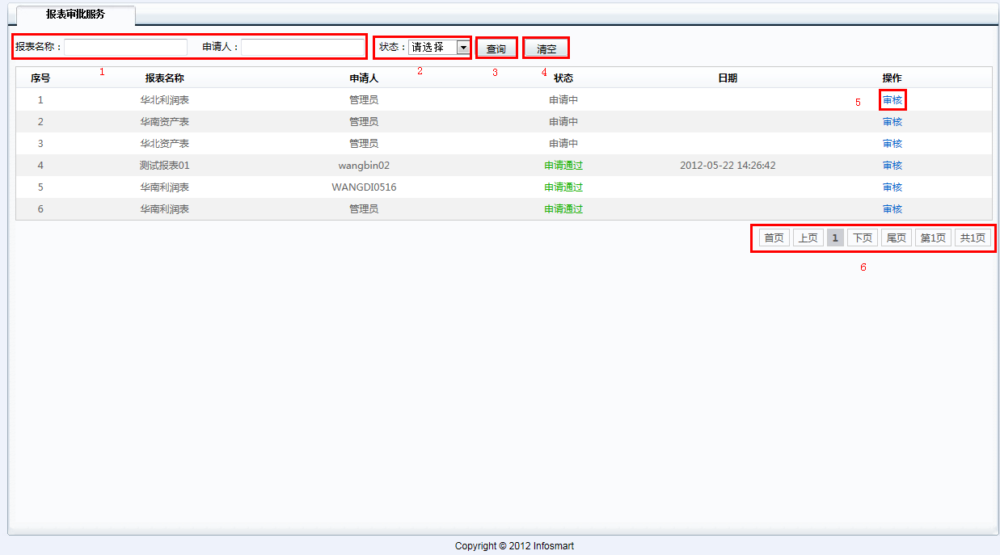 报表审批服务
报表名称： 申请人： 状态： 请选择 查询 清空
1 2 3 4
序号 报表名称 申请人 状态 日期 操作
1 华北利润表 管理员 申请中 5 审核
2 华南资产表 管理员 申请中 审核
3 华北资产表 管理员 申请中 审核
4 测试报表01 wangbin02 申请通过 2012-05-22 14:26:42 审核
5 华南利润表 WANGDI0516 申请通过 审核
6 华南利润表 管理员 申请通过 审核
首页 上页 1 下页 尾页 第1页 共1页
6
Copyright © 2012 Infosmart